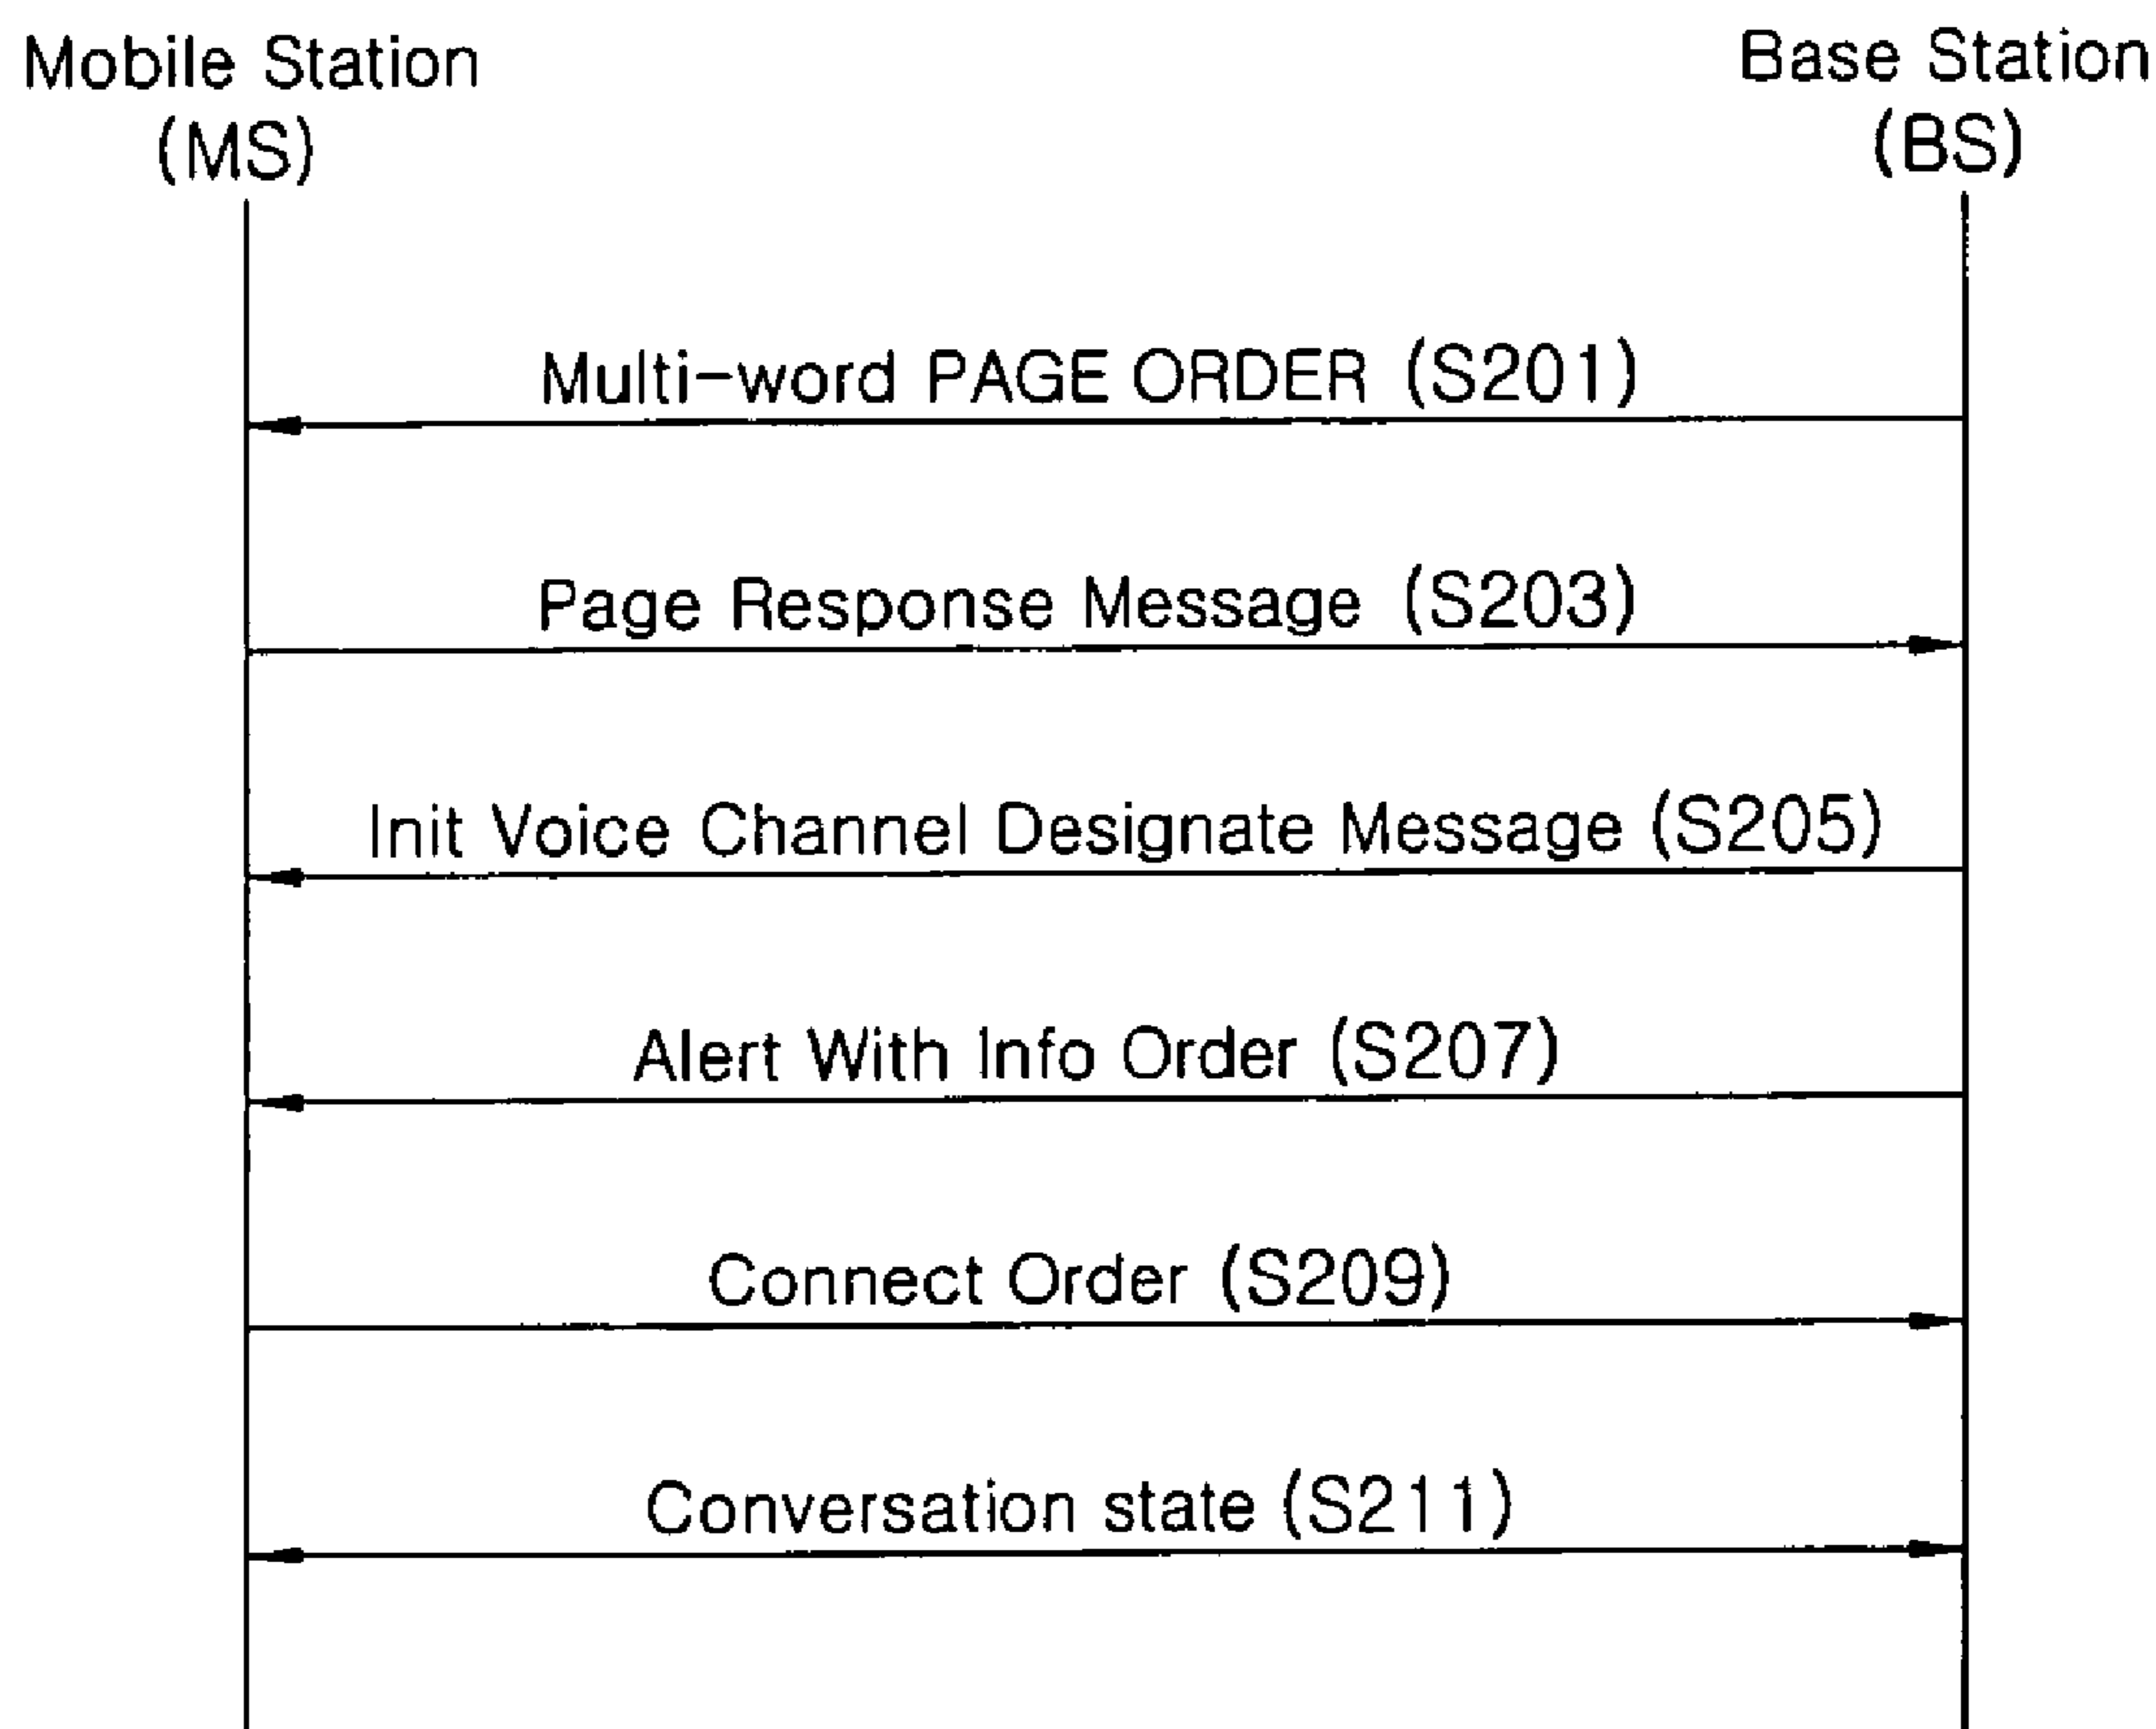 Mobile Station
(MS)
Base Station
(BS)
Multi-word PAGE ORDER (S201)
Page Response Message (S203)
Init Voice Channel Designate Message (S205)
Alert With Info Order (S207)
Connect Order (S209)
Conversation state (S211)